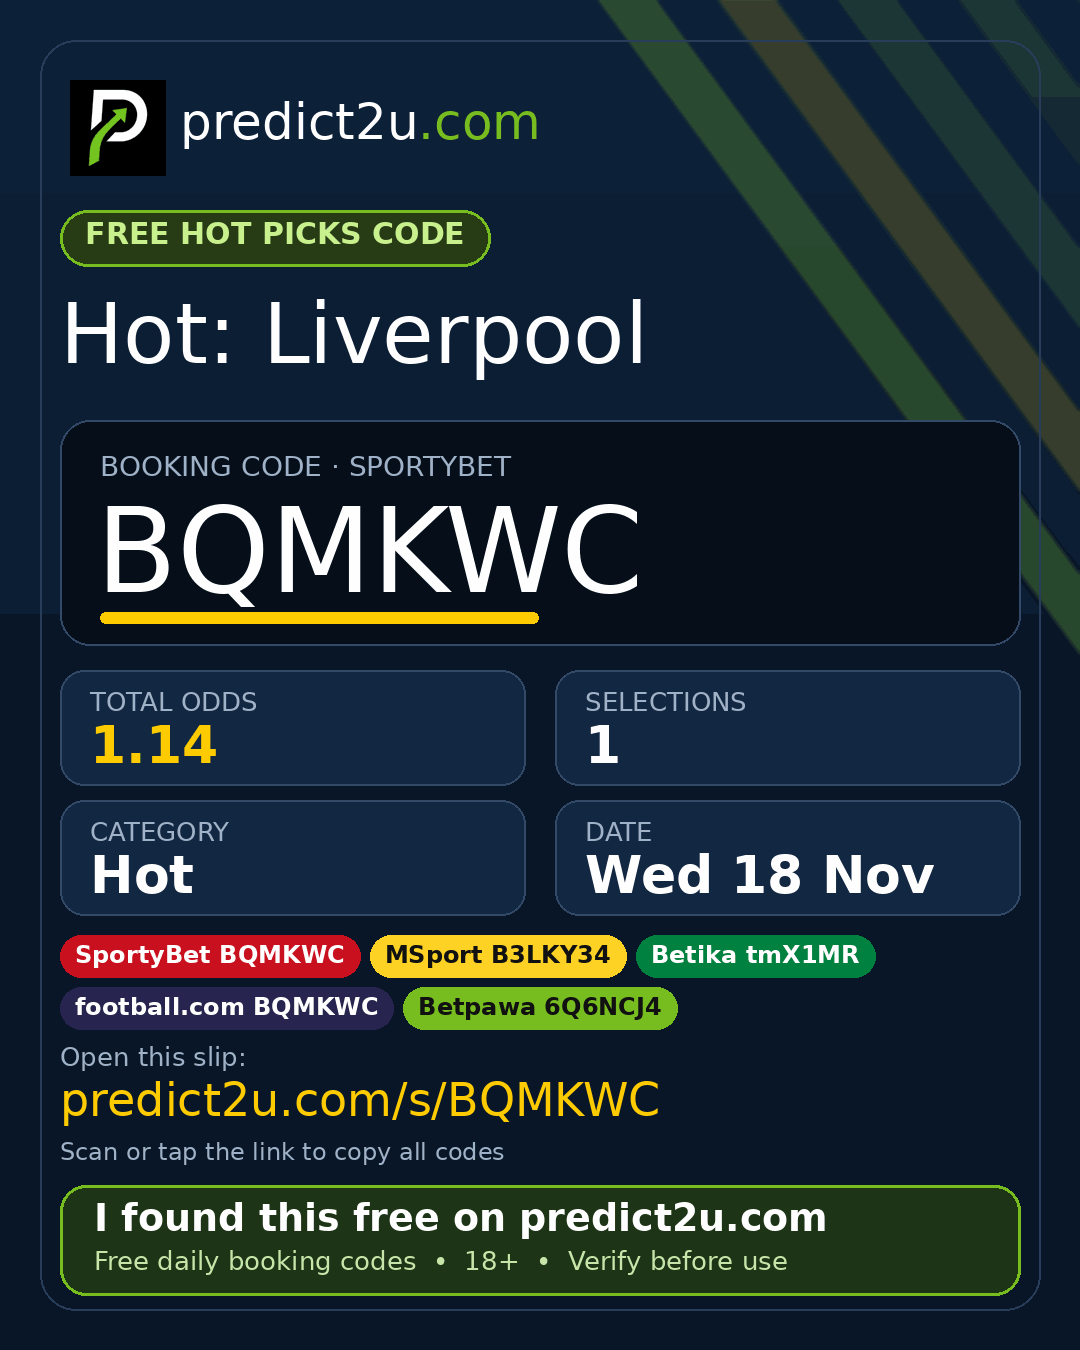 predict2u.com
FREE HOT PICKS CODE
Hot: Liverpool
BOOKING CODE · SPORTYBET
BQMKWC
TOTAL ODDS
1.14
SELECTIONS
1
CATEGORY
Hot
DATE
Wed 18 Nov
SportyBet BQMKWC
MSport B3LKY34
Betika tmX1MR
football.com BQMKWC
Betpawa 6Q6NCJ4
Open this slip:
predict2u.com/s/BQMKWC
Scan or tap the link to copy all codes
I found this free on predict2u.com
Free daily booking codes • 18+ • Verify before use